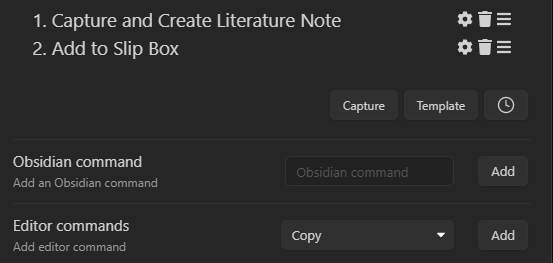 1. Capture and Create Literature Note
2. Add to Slip Box
Capture Template
Obsidian command
Add an Obsidian command
Obsidian command Add
Editor commands
Add editor command
Copy Add